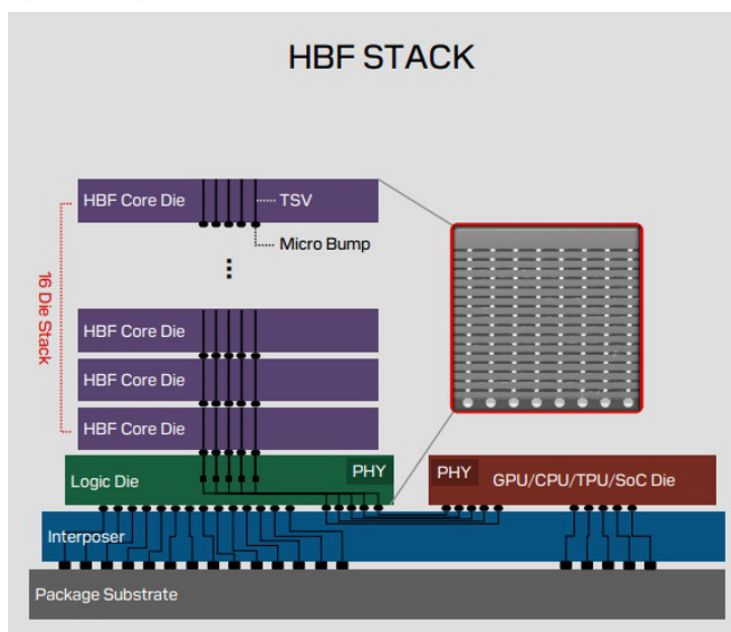 HBF STACK
HBF Core Die
TSV
Micro Bump
16 Die Stack
HBF Core Die
HBF Core Die
HBF Core Die
Logic Die
PHY
PHY
GPU/CPU/TPU/SoC Die
Interposer
Package Substrate